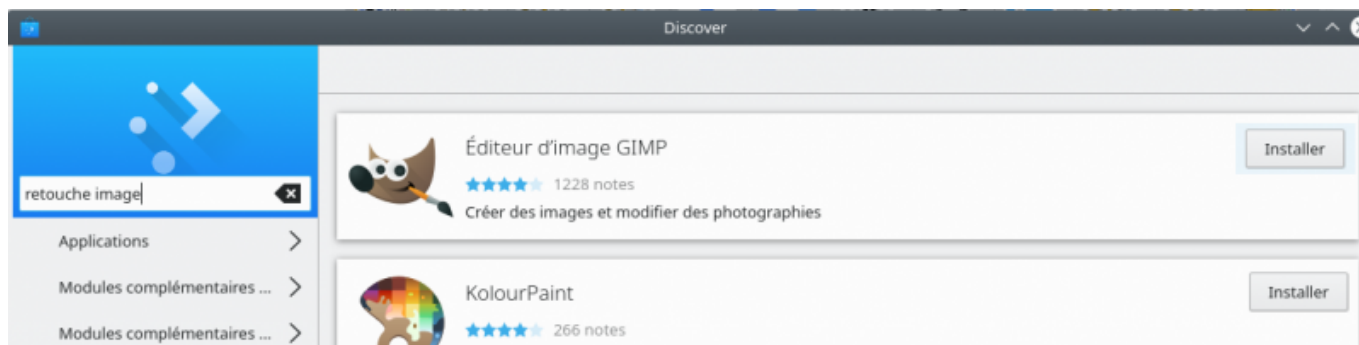 Discover
retouche image
Applications
Modules complémentaires ...
Modules complémentaires ...
Éditeur d'image GIMP
1228 notes
Créer des images et modifier des photographies
Installer
KolourPaint
266 notes
Installer